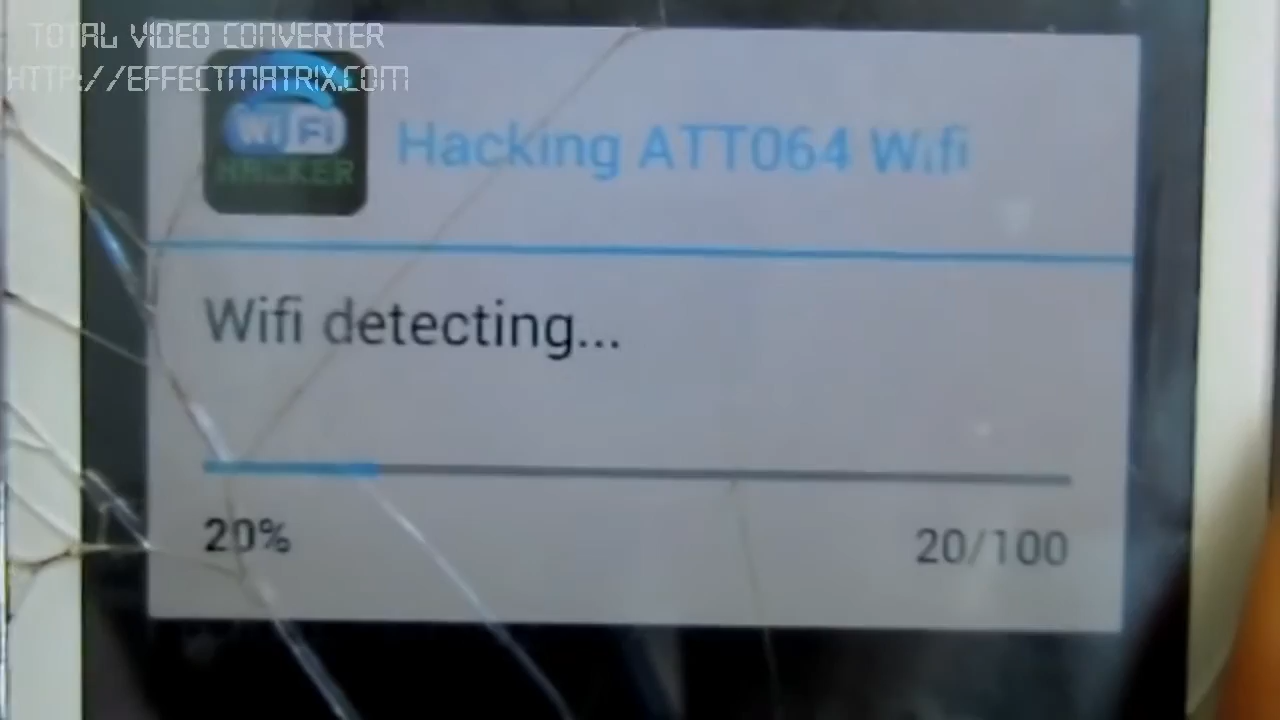 TOTAL VIDEO CONVERTER
HTTP://EFFECTMATRIX.COM
WiFi
HACKER
Hacking ATT064 Wifi
Wifi detecting...
20%
20/100